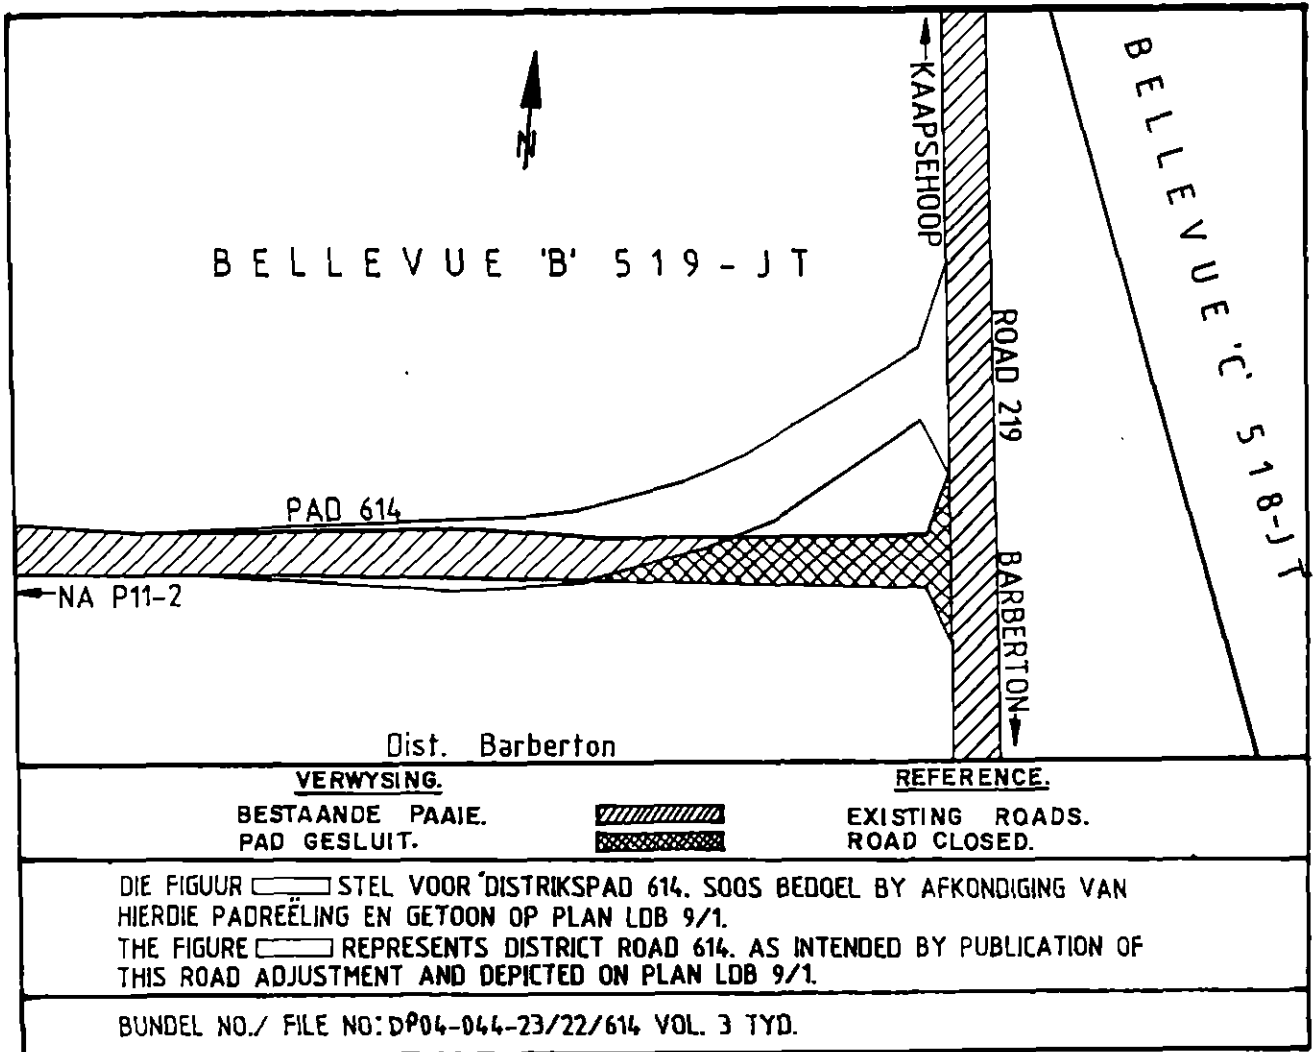 N
KAAPSEHOOP
BELLEVUE 'B' 519-JT
BELLEVUE 'C' 518-JT
ROAD 219
PAD 614
NA P11-2
BARBERTON
Dist. Barberton
VERWYSING.
REFERENCE.
BESTAANDE PAAIE.
EXISTING ROADS.
PAD GESLUIT.
ROAD CLOSED.
DIE FIGUUR STEL VOOR DISTRIKSPAD 614. SOOS BEDOEL BY AFKONDIGING VAN
HIERDIE PADREËLING EN GETOON OP PLAN LDB 9/1.
THE FIGURE REPRESENTS DISTRICT ROAD 614. AS INTENDED BY PUBLICATION OF
THIS ROAD ADJUSTMENT AND DEPICTED ON PLAN LDB 9/1.
BUNDEL NO./ FILE NO: DP04-044-23/22/614 VOL. 3 TYD.